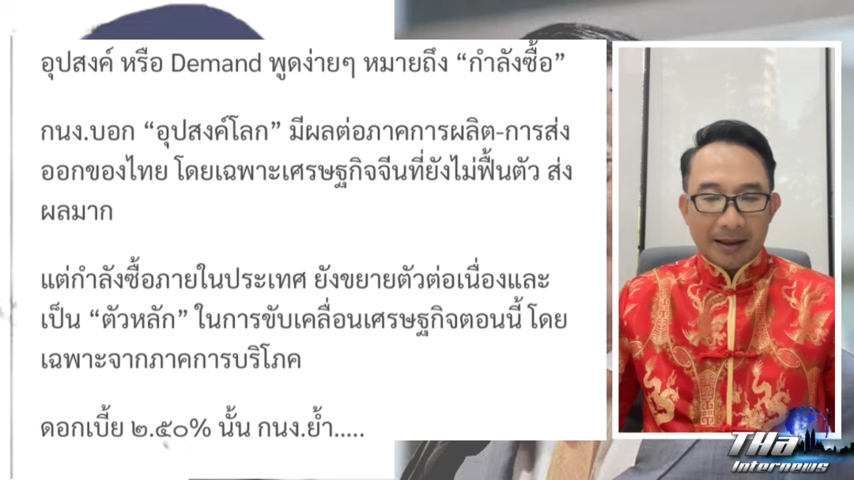 อุปสงค์ หรือ Demand พูดง่ายๆ หมายถึง “กำลังซื้อ”
กนง.บอก “อุปสงค์โลก” มีผลต่อภาคการผลิต-การส่ง
ออกของไทย โดยเฉพาะเศรษฐกิจจีนที่ยังไม่ฟื้นตัว ส่ง
ผลมาก
แต่กำลังซื้อภายในประเทศ ยังขยายตัวต่อเนื่องและ
เป็น “ตัวหลัก” ในการขับเคลื่อนเศรษฐกิจตอนนี้ โดย
เฉพาะจากภาคการบริโภค
ดอกเบี้ย ๒.๕๐% นั้น กนง.ย้ำ.....
THai
Internews